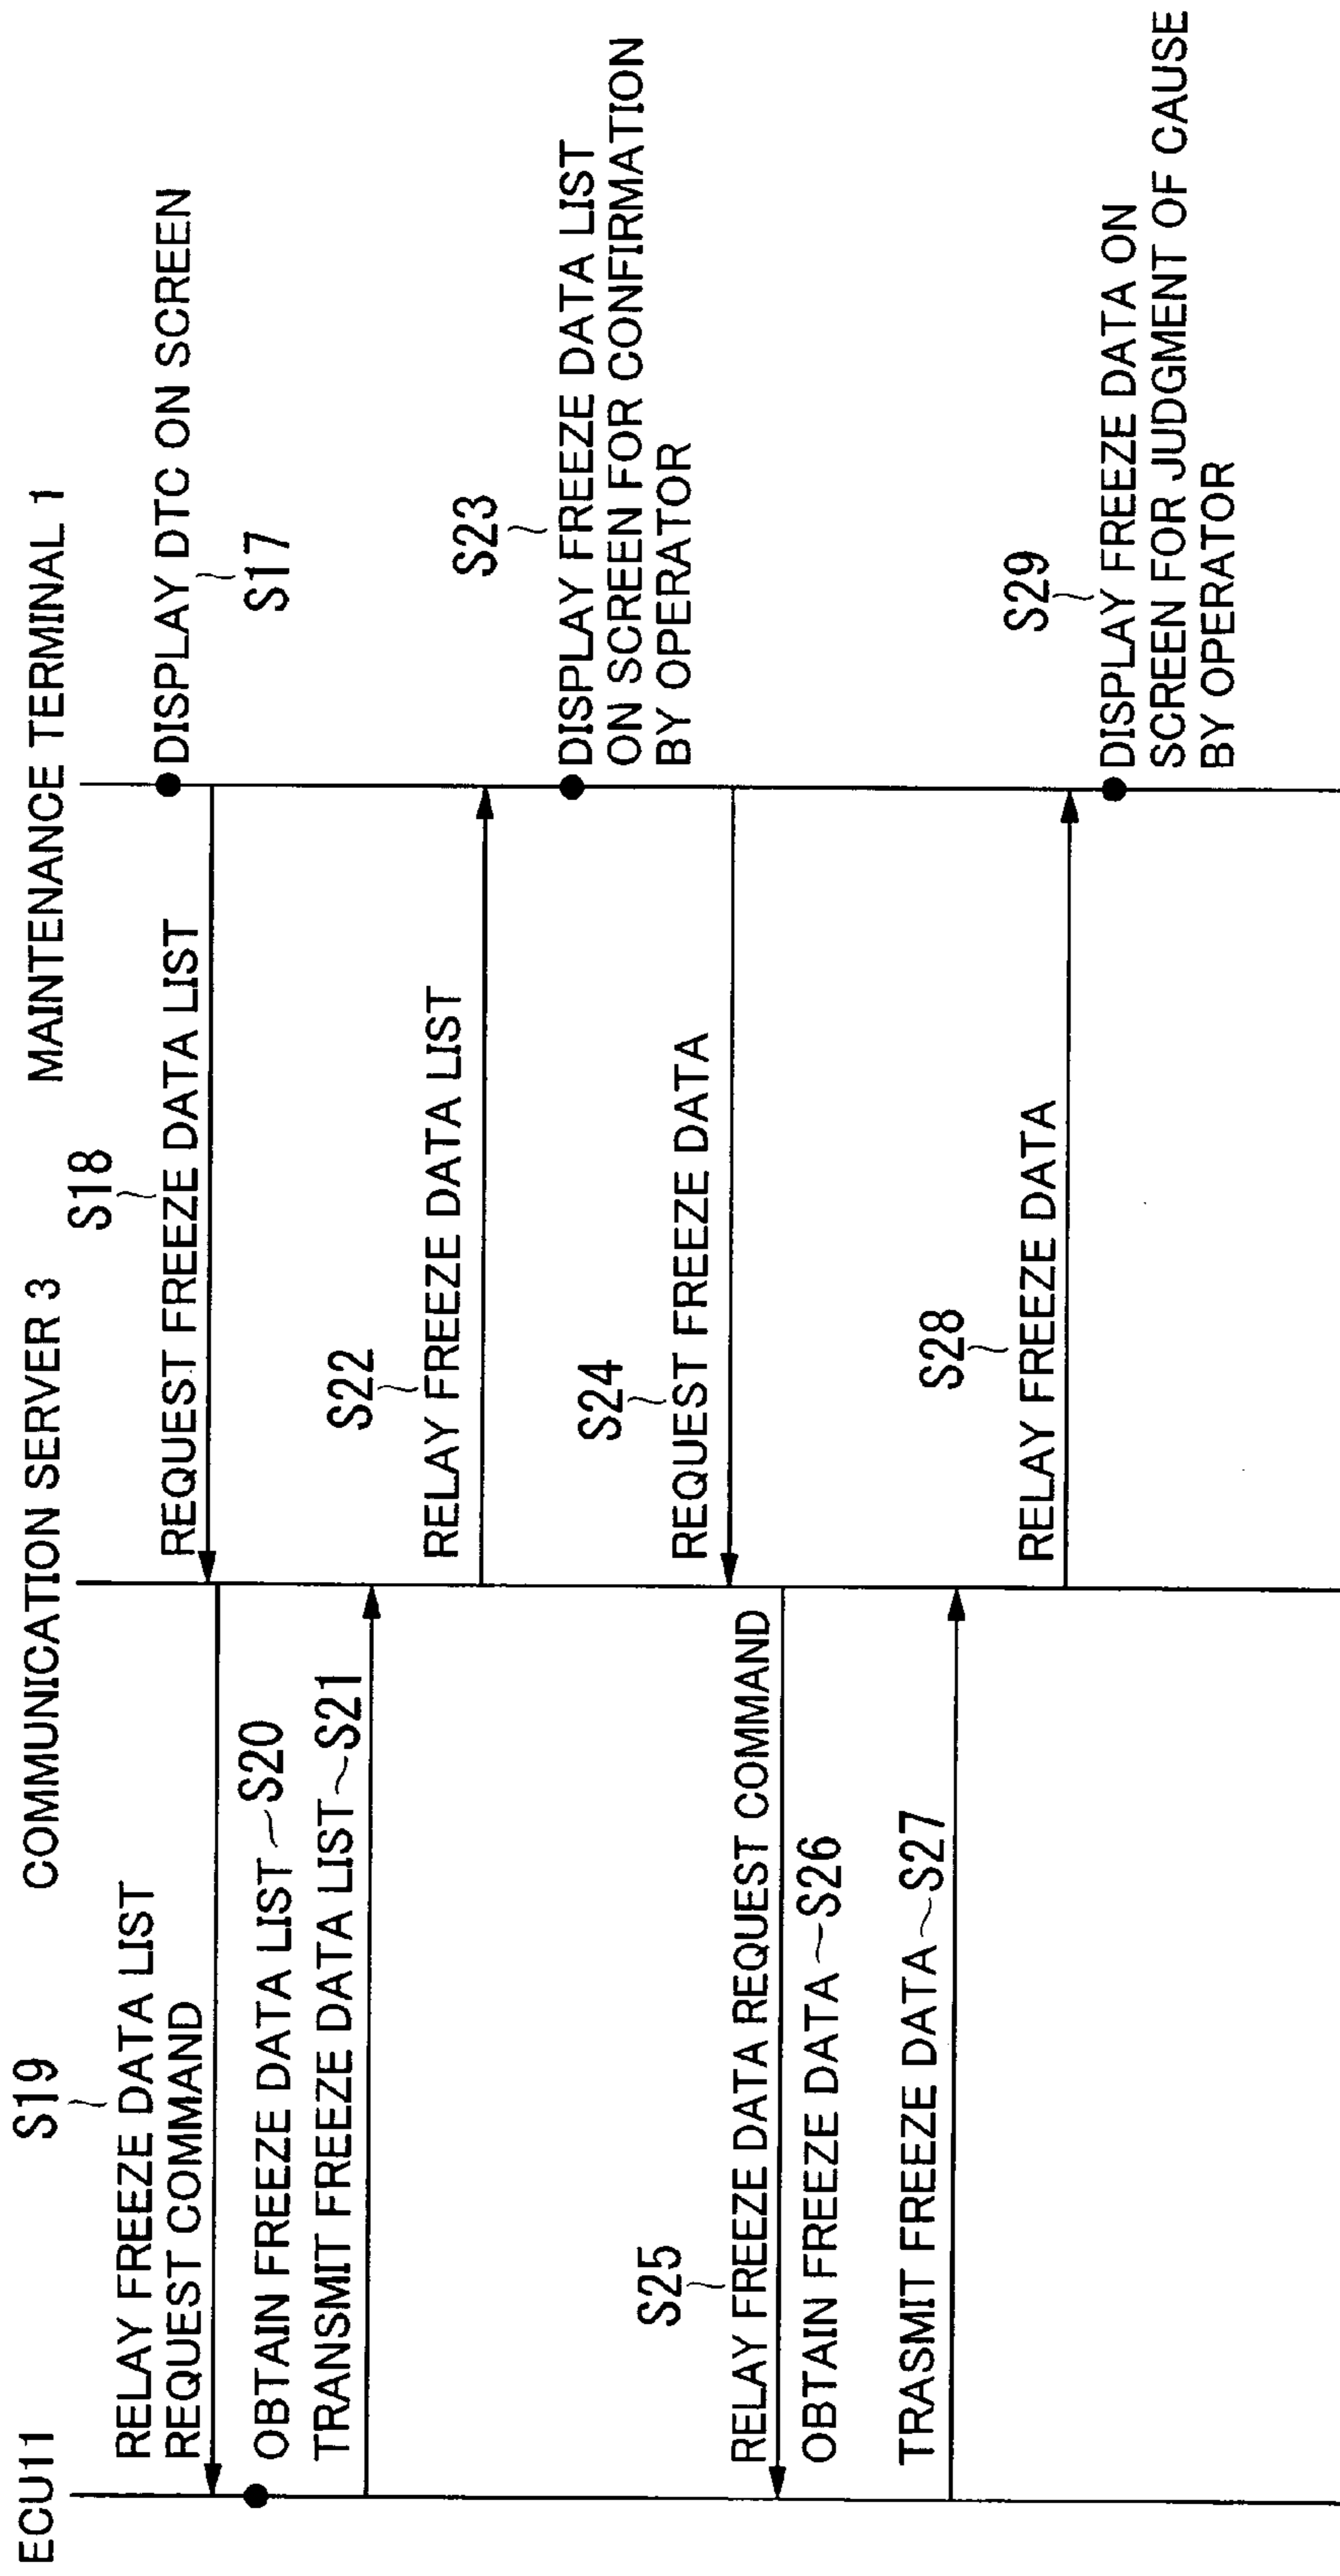 ECU11
COMMUNICATION SERVER 3
MAINTENANCE TERMINAL 1
DISPLAY DTC ON SCREEN
S17
S18
REQUEST FREEZE DATA LIST
S19
RELAY FREEZE DATA LIST
REQUEST COMMAND
OBTAIN FREEZE DATA LIST S20
TRANSMIT FREEZE DATA LIST S21
S22
RELAY FREEZE DATA LIST
S23
DISPLAY FREEZE DATA LIST
ON SCREEN FOR CONFIRMATION
BY OPERATOR
S24
REQUEST FREEZE DATA
S25
RELAY FREEZE DATA REQUEST COMMAND
OBTAIN FREEZE DATA S26
TRASMIT FREEZE DATA S27
S28
RELAY FREEZE DATA
S29
DISPLAY FREEZE DATA ON
SCREEN FOR JUDGMENT OF CAUSE
BY OPERATOR